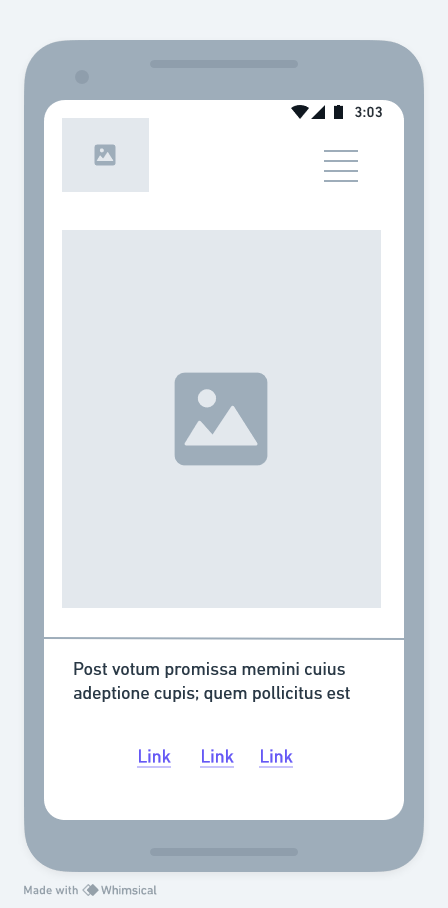 3:03
Post votum promissa memini cuius
adeptione cupis; quem pollicitus est
Link Link Link
Made with Whimsical